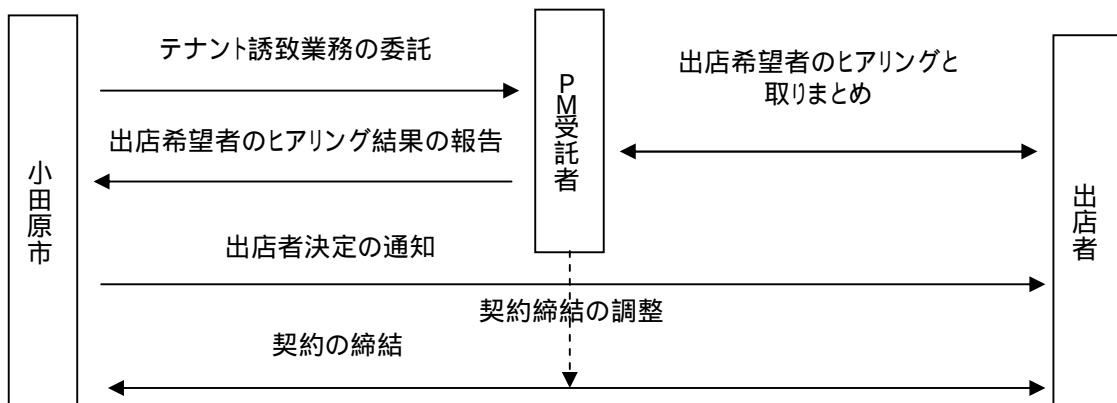 小田原市
テナント誘致業務の委託
出店希望者のヒアリング結果の報告
PM受託者
出店希望者のヒアリングと
取りまとめ
出店者決定の通知
契約締結の調整
契約の締結
出店者